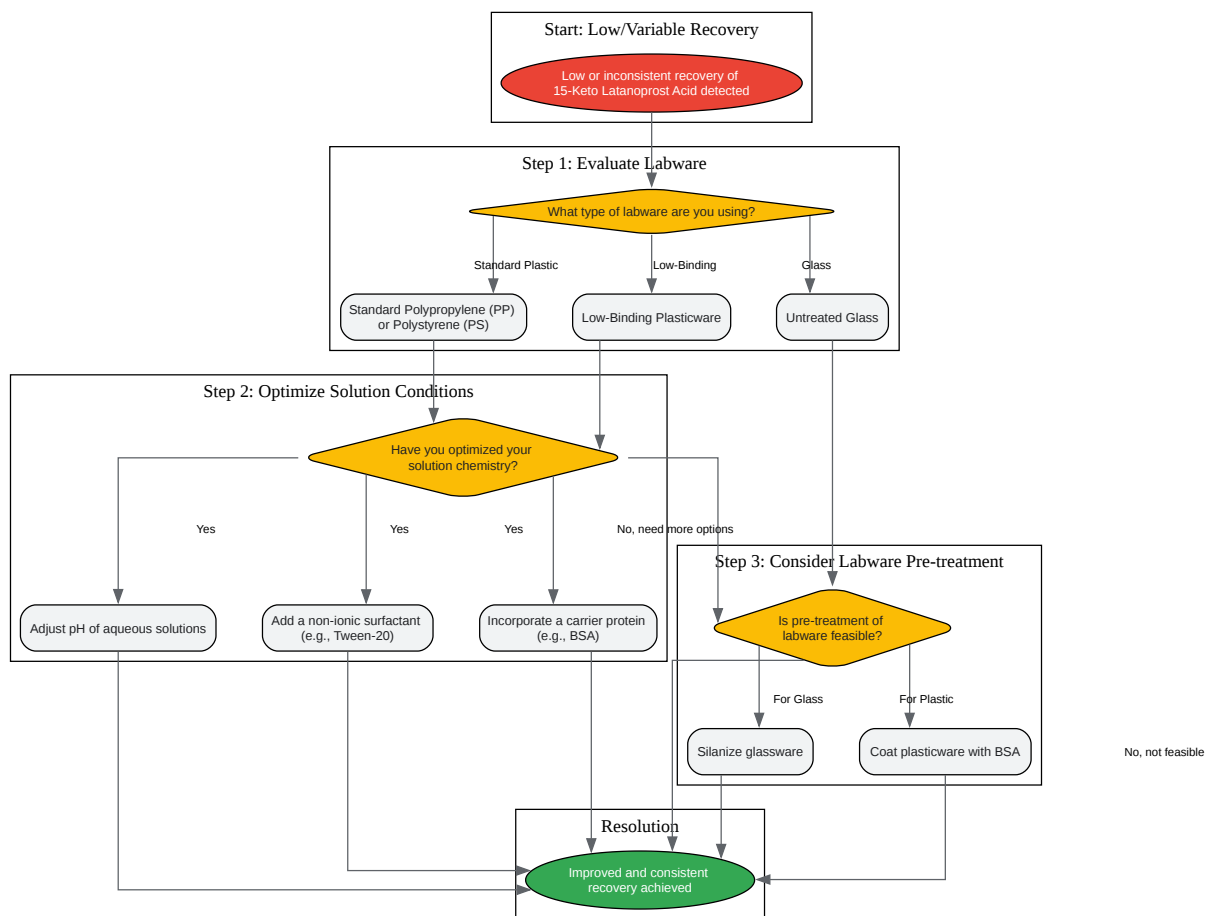 Start: Low/Variable Recovery
Low or inconsistent recovery of
15-Keto Latanoprost Acid detected
Step 1: Evaluate Labware
What type of labware are you using?
Standard Plastic
Low-Binding
Glass
Standard Polypropylene (PP)
or Polystyrene (PS)
Low-Binding Plasticware
Untreated Glass
Step 2: Optimize Solution Conditions
Have you optimized your
solution chemistry?
Yes
Yes
Yes
No, need more options
Step 3: Consider Labware Pre-treatment
Adjust pH of aqueous solutions
Add a non-ionic surfactant
(e.g., Tween-20)
Incorporate a carrier protein
(e.g., BSA)
Is pre-treatment of
labware feasible?
For Glass
For Plastic
Silanize glassware
Coat plasticware with BSA
No, not feasible
Resolution
Improved and consistent
recovery achieved